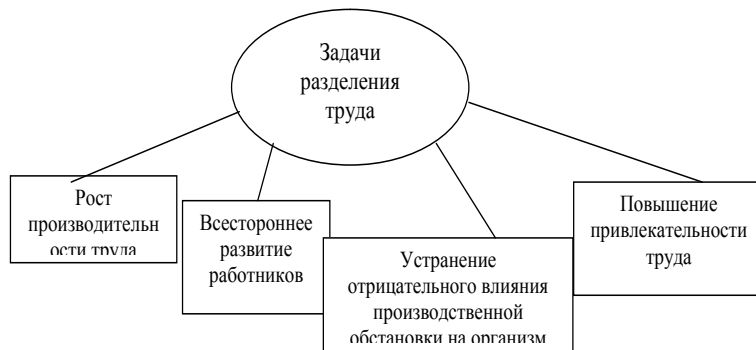 Задачи
разделения
труда
Рост
производительн
ости труда
Всестороннее
развитие
работников
Устранение
отрицательного влияния
производственной
обстановки на организм
Повышение
привлекательности
труда